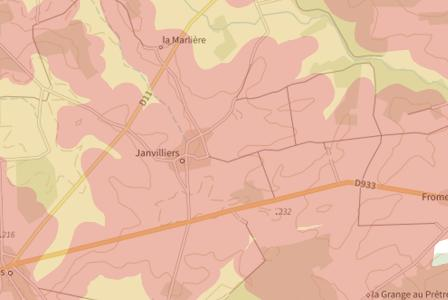 la Marlière
D11
Janvilliers
D933
Frome
232
216
s
la Grange au Prêtre